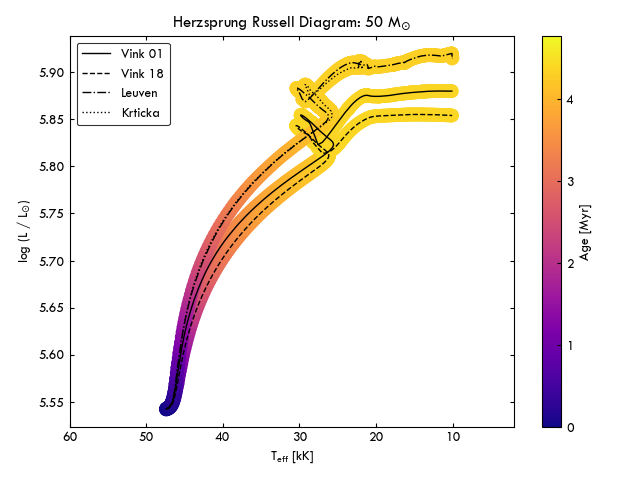 Herzsprung Russell Diagram: 50 M⊙
Vink 01
Vink 18
Leuven
Krticka
5.90
5.85
5.80
5.75
5.70
5.65
5.60
5.55
log (L / L⊙)
60 50 40 30 20 10
T_eff [kK]
4
3
2
1
0
Age [Myr]